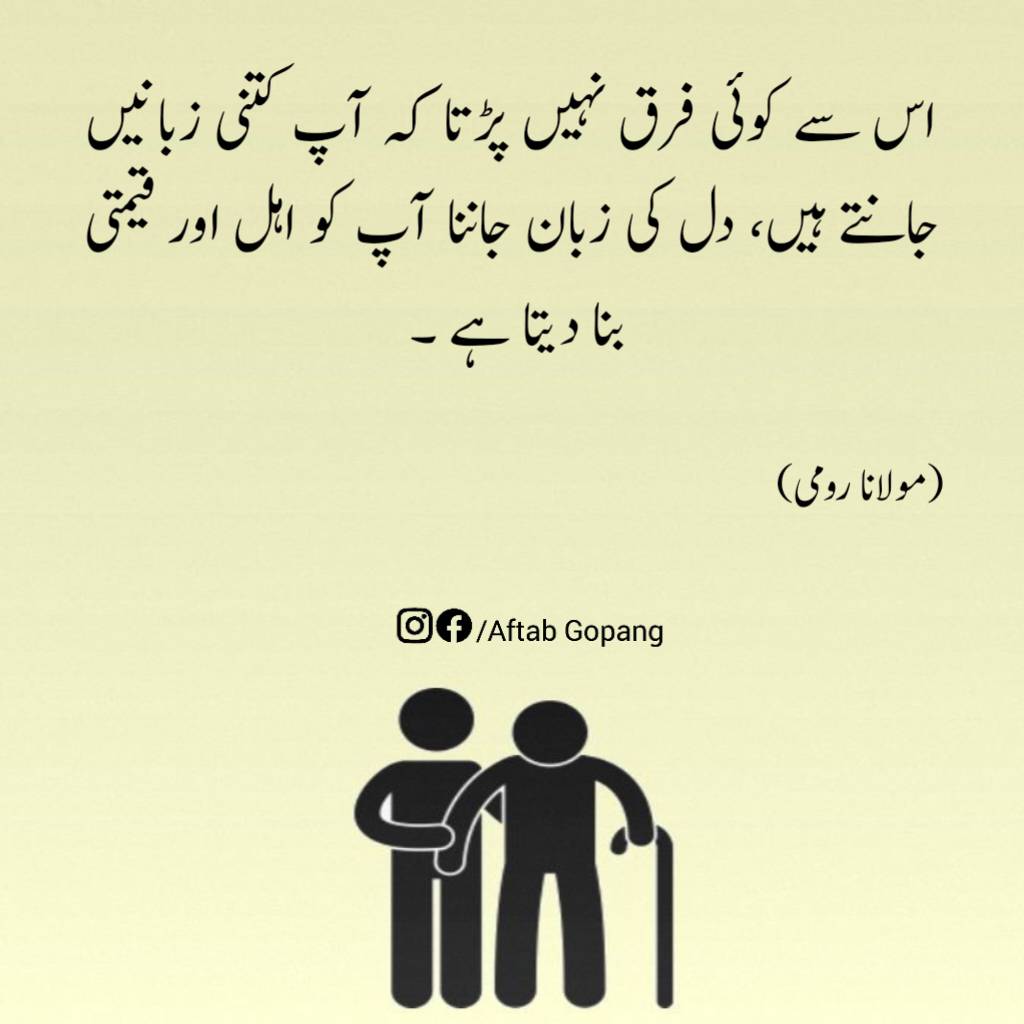 اس سے کوئی فرق نہیں پڑتا کہ آپ کتنی زبانیں
جانتے ہیں، دل کی زبان جاننا آپ کو اہل اور قیمتی
بنا دیتا ہے ۔
(مولانا رومی)
/Aftab Gopang